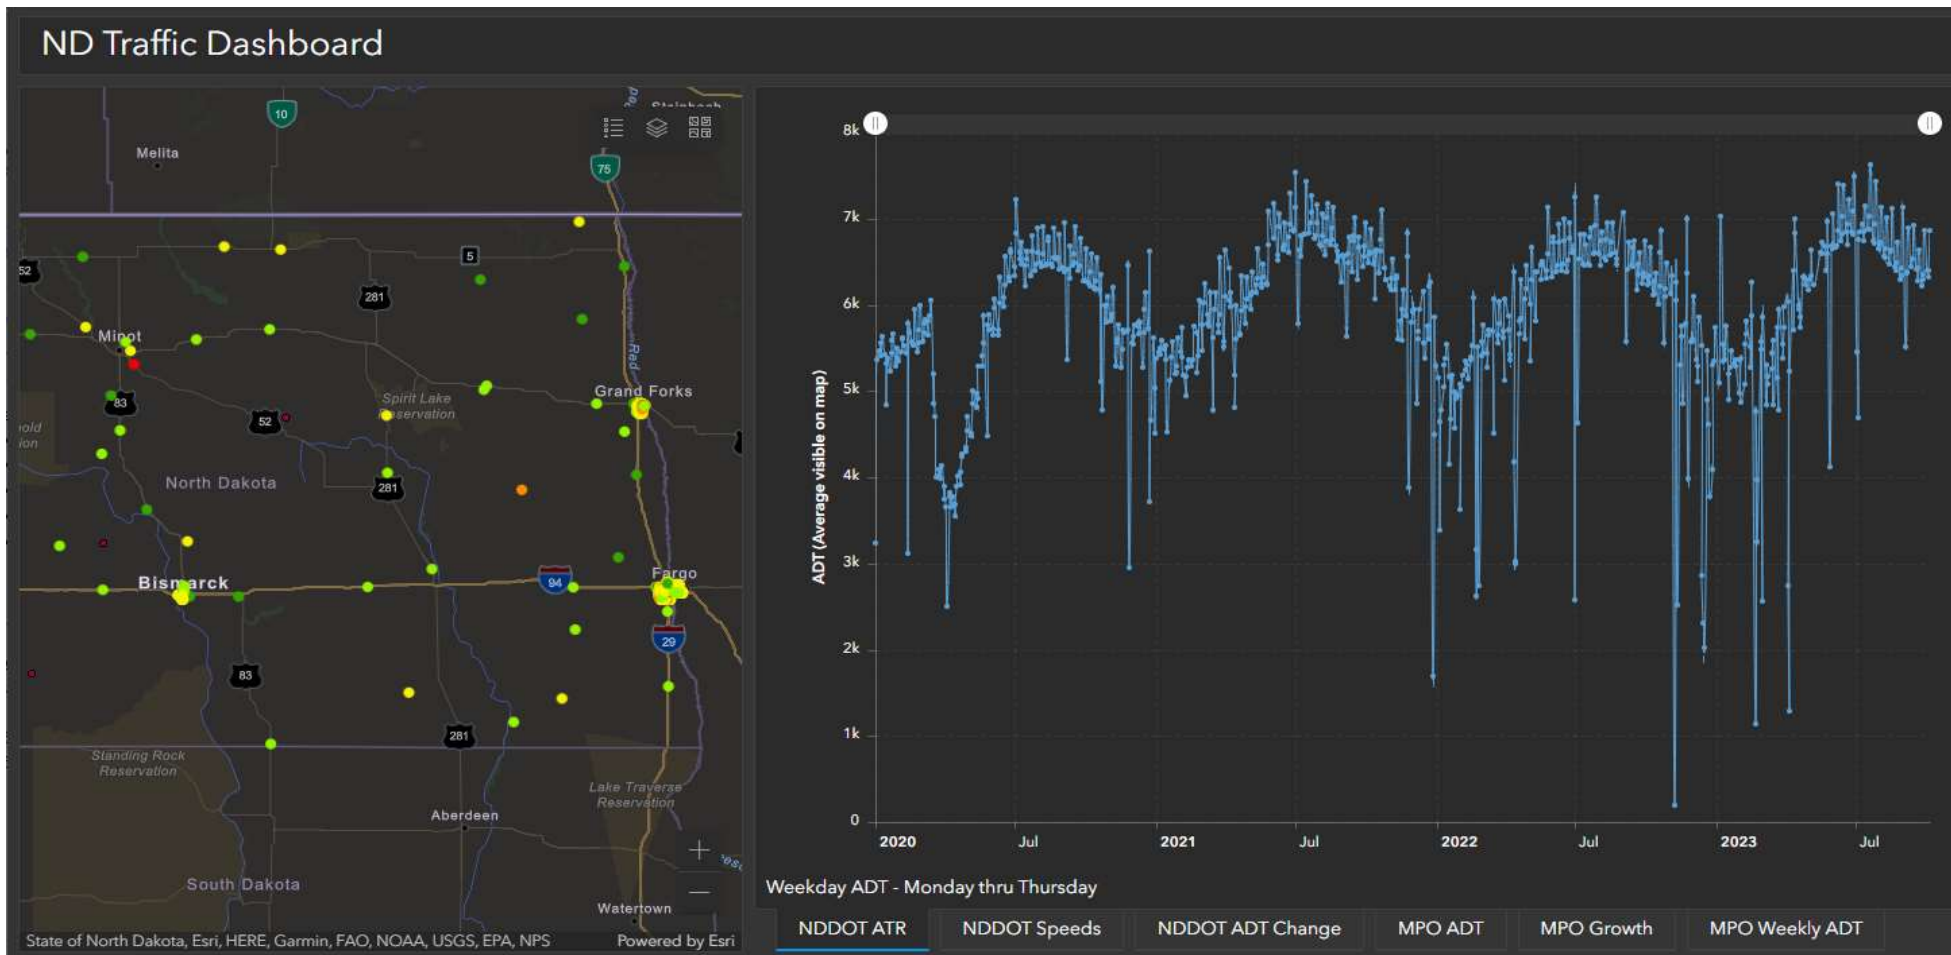 ND Traffic Dashboard
10
75
Melita
5
52
281
Minot
Red
Grand Forks
83
Spirit Lake
Reservation
52
North Dakota
281
Bismarck
94
Fargo
29
83
281
Standing Rock
Reservation
Lake Traverse
Reservation
Aberdeen
South Dakota
Watertown
State of North Dakota, Esri, HERE, Garmin, FAO, NOAA, USGS, EPA, NPS
Powered by Esri
8k
7k
6k
5k
4k
3k
2k
1k
0
ADT (Average visible on map)
2020
Jul
2021
Jul
2022
Jul
2023
Jul
Weekday ADT - Monday thru Thursday
NDDOT ATR
NDDOT Speeds
NDDOT ADT Change
MPO ADT
MPO Growth
MPO Weekly ADT